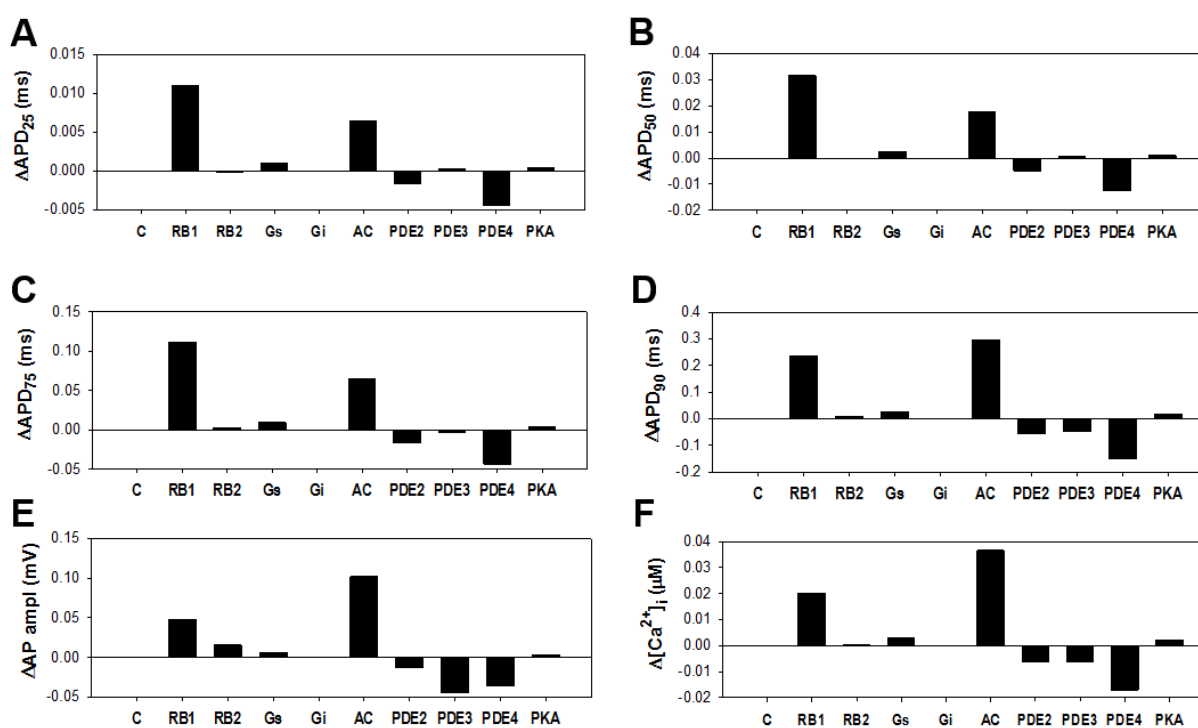 A
ΔAPD25 (ms)
0.015
0.010
0.005
0.000
-0.005
C RB1 RB2 Gs Gi AC PDE2 PDE3 PDE4 PKA
B
ΔAPD50 (ms)
0.04
0.03
0.02
0.01
0.00
-0.01
-0.02
C RB1 RB2 Gs Gi AC PDE2 PDE3 PDE4 PKA
C
ΔAPD75 (ms)
0.15
0.10
0.05
0.00
-0.05
C RB1 RB2 Gs Gi AC PDE2 PDE3 PDE4 PKA
D
ΔAPD90 (ms)
0.4
0.3
0.2
0.1
0.0
-0.1
-0.2
C RB1 RB2 Gs Gi AC PDE2 PDE3 PDE4 PKA
E
ΔAP ampl (mV)
0.15
0.10
0.05
0.00
-0.05
C RB1 RB2 Gs Gi AC PDE2 PDE3 PDE4 PKA
F
Δ[Ca2+]i (μM)
0.04
0.03
0.02
0.01
0.00
-0.01
-0.02
C RB1 RB2 Gs Gi AC PDE2 PDE3 PDE4 PKA